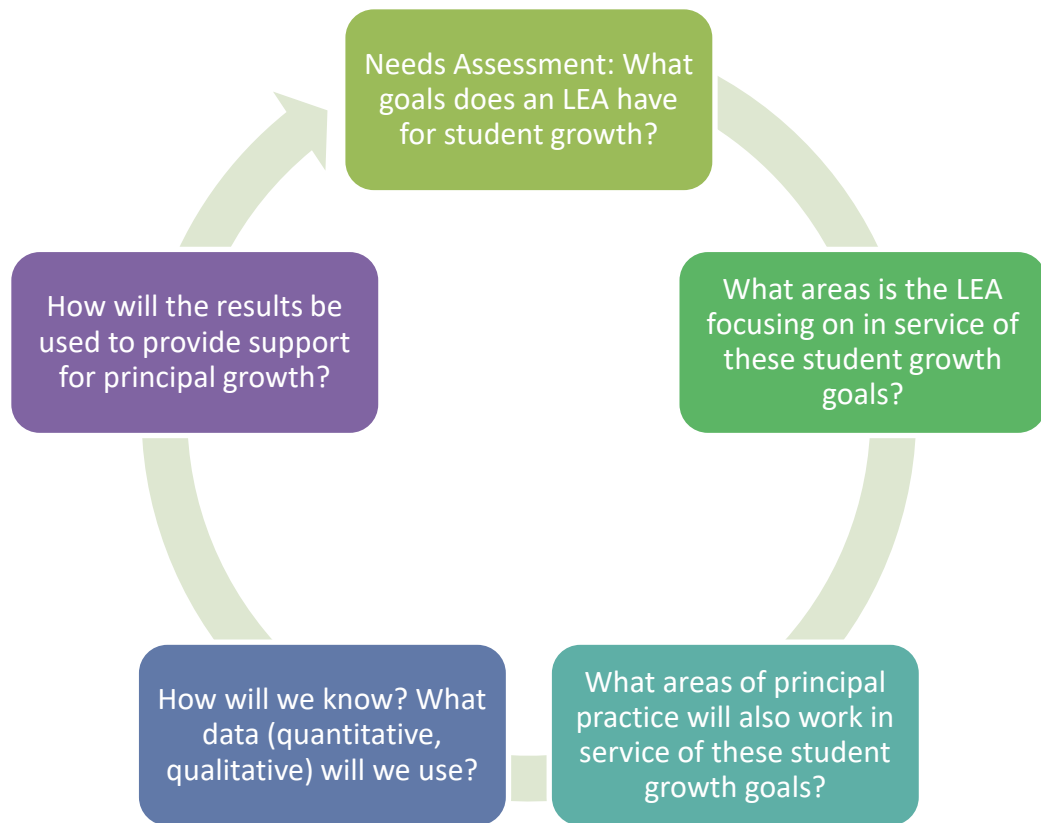 Needs Assessment: What
goals does an LEA have
for student growth?
What areas is the LEA
focusing on in service of
these student growth
goals?
What areas of principal
practice will also work in
service of these student
growth goals?
How will we know? What
data (quantitative,
qualitative) will we use?
How will the results be
used to provide support
for principal growth?